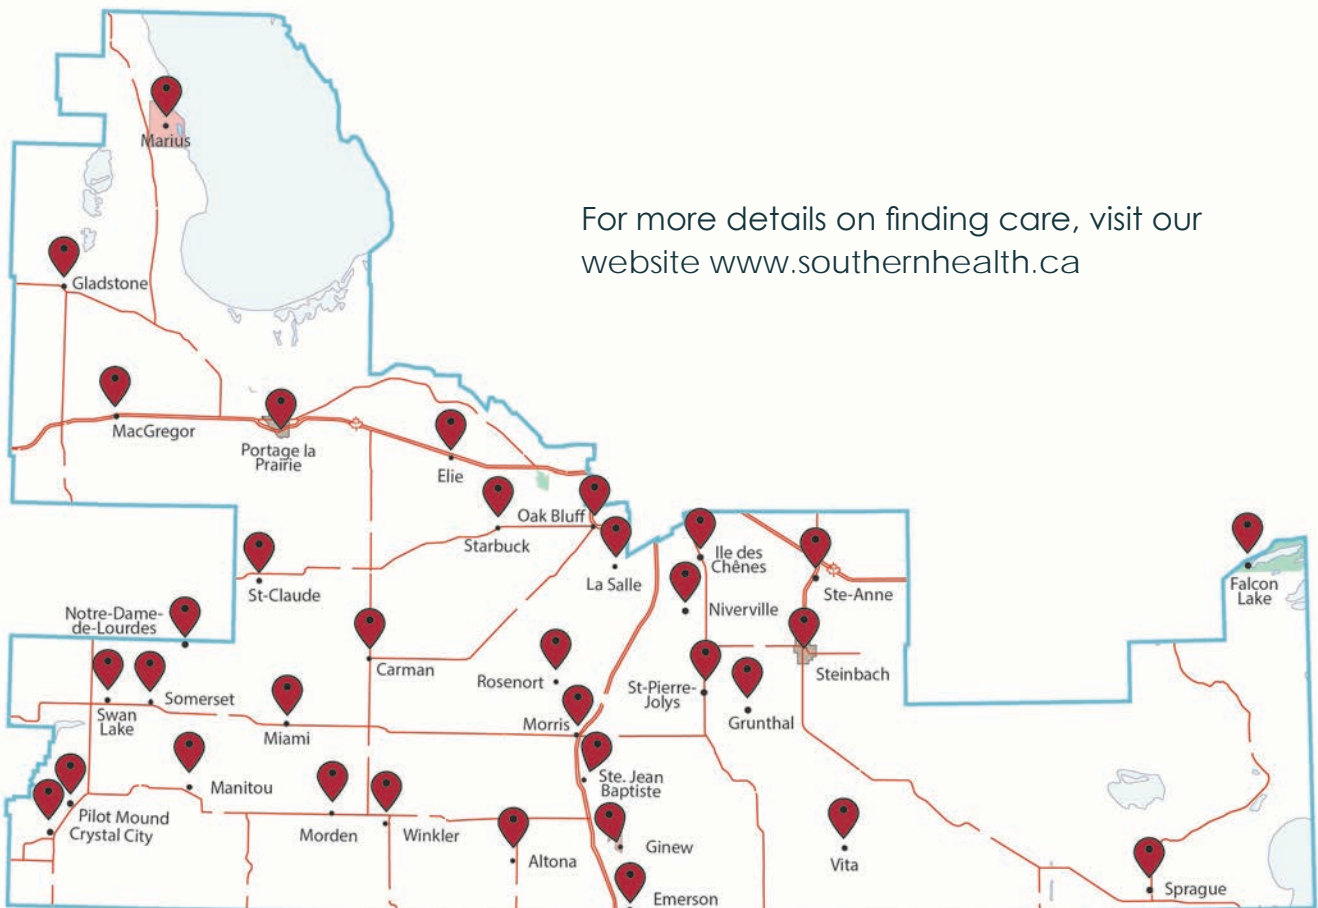 Marius
For more details on finding care, visit our
website www.southernhealth.ca
Gladstone
MacGregor
Portage la
Prairie
Elie
Oak Bluff
Starbuck
La Salle
Ile des
Chênes
Ste-Anne
Falcon
Lake
St-Claude
Niverville
Notre-Dame-
de-Lourdes
Carman
Steinbach
Rosenort
St-Pierre-
Jolys
Somerset
Swan
Lake
Grunthal
Morris
Miami
Ste. Jean
Baptiste
Manitou
Pilot Mound
Crystal City
Morden
Winkler
Ginew
Altona
Vita
Sprague
Emerson